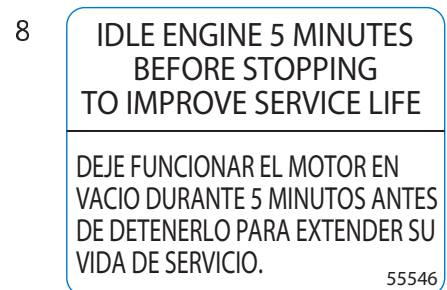 8
IDLE ENGINE 5 MINUTES
BEFORE STOPPING
TO IMPROVE SERVICE LIFE
DEJE FUNCIONAR EL MOTOR EN
VACIO DURANTE 5 MINUTOS ANTES
DE DETENERLO PARA EXTENDER SU
VIDA DE SERVICIO.
55546